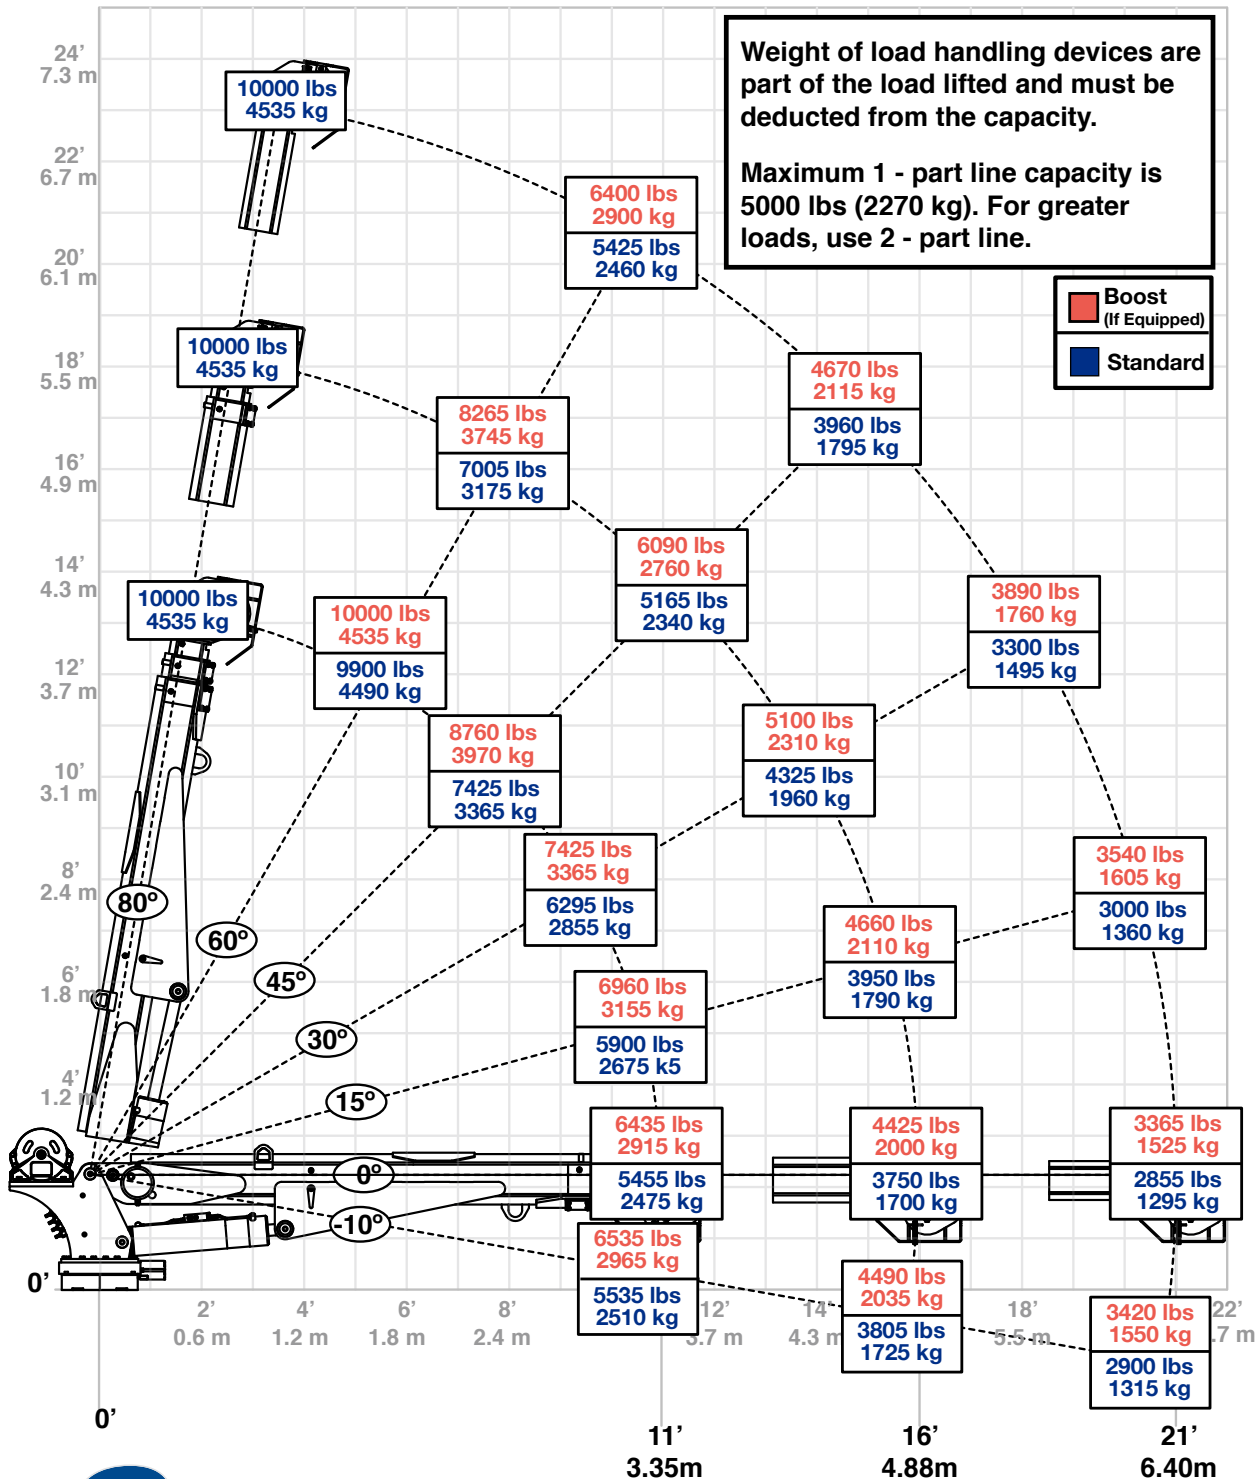 24’
7.3 m
10000 lbs
4535 kg
Weight of load handling devices are
part of the load lifted and must be
deducted from the capacity.
Maximum 1 - part line capacity is
5000 lbs (2270 kg). For greater
loads, use 2 - part line.
22’
6.7 m
6400 lbs
2900 kg
5425 lbs
2460 kg
20’
6.1 m
Boost
(If Equipped)
Standard
10000 lbs
4535 kg
18’
5.5 m
4670 lbs
2115 kg
3960 lbs
1795 kg
8265 lbs
3745 kg
7005 lbs
3175 kg
16’
4.9 m
6090 lbs
2760 kg
5165 lbs
2340 kg
14’
4.3 m
10000 lbs
4535 kg
10000 lbs
4535 kg
9900 lbs
4490 kg
3890 lbs
1760 kg
3300 lbs
1495 kg
12’
3.7 m
8760 lbs
3970 kg
7425 lbs
3365 kg
5100 lbs
2310 kg
4325 lbs
1960 kg
10’
3.1 m
7425 lbs
3365 kg
6295 lbs
2855 kg
3540 lbs
1605 kg
3000 lbs
1360 kg
8’
2.4 m
80º
60º
45º
30º
15º
0º
-10º
4660 lbs
2110 kg
3950 lbs
1790 kg
6’
1.8 m
6960 lbs
3155 kg
5900 lbs
2675 k5
4’
1.2 m
6435 lbs
2915 kg
5455 lbs
2475 kg
4425 lbs
2000 kg
3750 lbs
1700 kg
3365 lbs
1525 kg
2855 lbs
1295 kg
6535 lbs
2965 kg
5535 lbs
2510 kg
4490 lbs
2035 kg
3805 lbs
1725 kg
3420 lbs
1550 kg
2900 lbs
1315 kg
0’
2’
0.6 m
4’
1.2 m
6’
1.8 m
8’
2.4 m
12’
3.7 m
14’
4.3 m
18’
5.5 m
22’
.7 m
0’
11’
3.35m
16’
4.88m
21’
6.40m